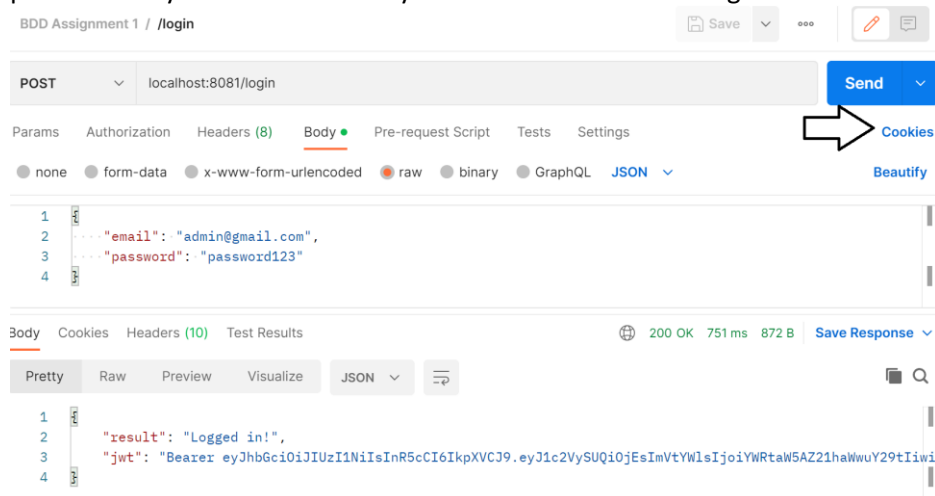 BDD Assignment 1 / /login Save ooo
POST localhost:8081/login Send
Params Authorization Headers (8) Body Pre-request Script Tests Settings Cookies
none form-data x-www-form-urlencoded raw binary GraphQL JSON Beautify
1 {
2 ····"email":·"admin@gmail.com",
3 ····"password":·"password123"
4 }
Body Cookies Headers (10) Test Results 200 OK 751 ms 872 B Save Response
Pretty Raw Preview Visualize JSON
1 {
2 "result": "Logged in!",
3 "jwt": "Bearer eyJhbGciOiJIUzI1NiIsInR5cCI6IkpXVCJ9.eyJ1c2VySUQiOjEsImVtYWlsIjoiYWRtaW5AZ21haWwuY29tIiwi
4 }